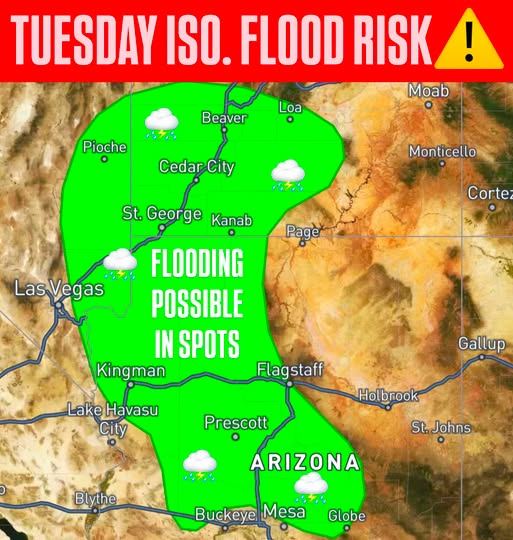 TUESDAY ISO. FLOOD RISK
Moab
Loa
Beaver
Pioche
Monticello
Cedar City
Cortez
St. George
Kanab
Page
FLOODING
POSSIBLE
IN SPOTS
Las Vegas
Gallup
Kingman
Flagstaff
Holbrook
Lake Havasu
City
Prescott
St. Johns
ARIZONA
Blythe
Buckeye
Mesa
Globe